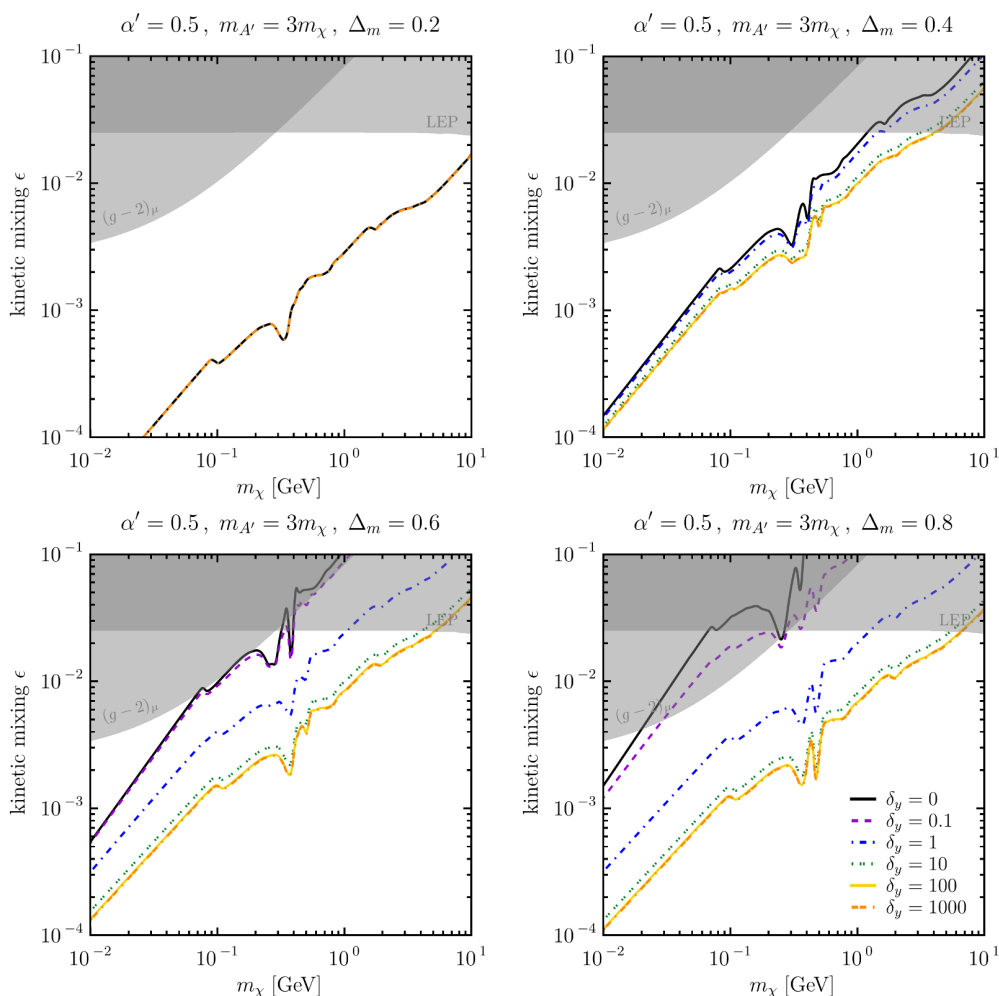 α′ = 0.5 , m_{A′} = 3m_χ , Δ_m = 0.2
kinetic mixing ϵ
10^{-1}
10^{-2}
10^{-3}
10^{-4}
LEP
(g − 2)_μ
10^{-2}
10^{-1}
10^{0}
10^{1}
m_χ [GeV]
α′ = 0.5 , m_{A′} = 3m_χ , Δ_m = 0.4
kinetic mixing ϵ
10^{-1}
10^{-2}
10^{-3}
10^{-4}
LEP
(g − 2)_μ
10^{-2}
10^{-1}
10^{0}
10^{1}
m_χ [GeV]
α′ = 0.5 , m_{A′} = 3m_χ , Δ_m = 0.6
kinetic mixing ϵ
10^{-1}
10^{-2}
10^{-3}
10^{-4}
LEP
(g − 2)_μ
10^{-2}
10^{-1}
10^{0}
10^{1}
m_χ [GeV]
α′ = 0.5 , m_{A′} = 3m_χ , Δ_m = 0.8
kinetic mixing ϵ
10^{-1}
10^{-2}
10^{-3}
10^{-4}
LEP
(g − 2)_μ
δ_y = 0
δ_y = 0.1
δ_y = 1
δ_y = 10
δ_y = 100
δ_y = 1000
10^{-2}
10^{-1}
10^{0}
10^{1}
m_χ [GeV]